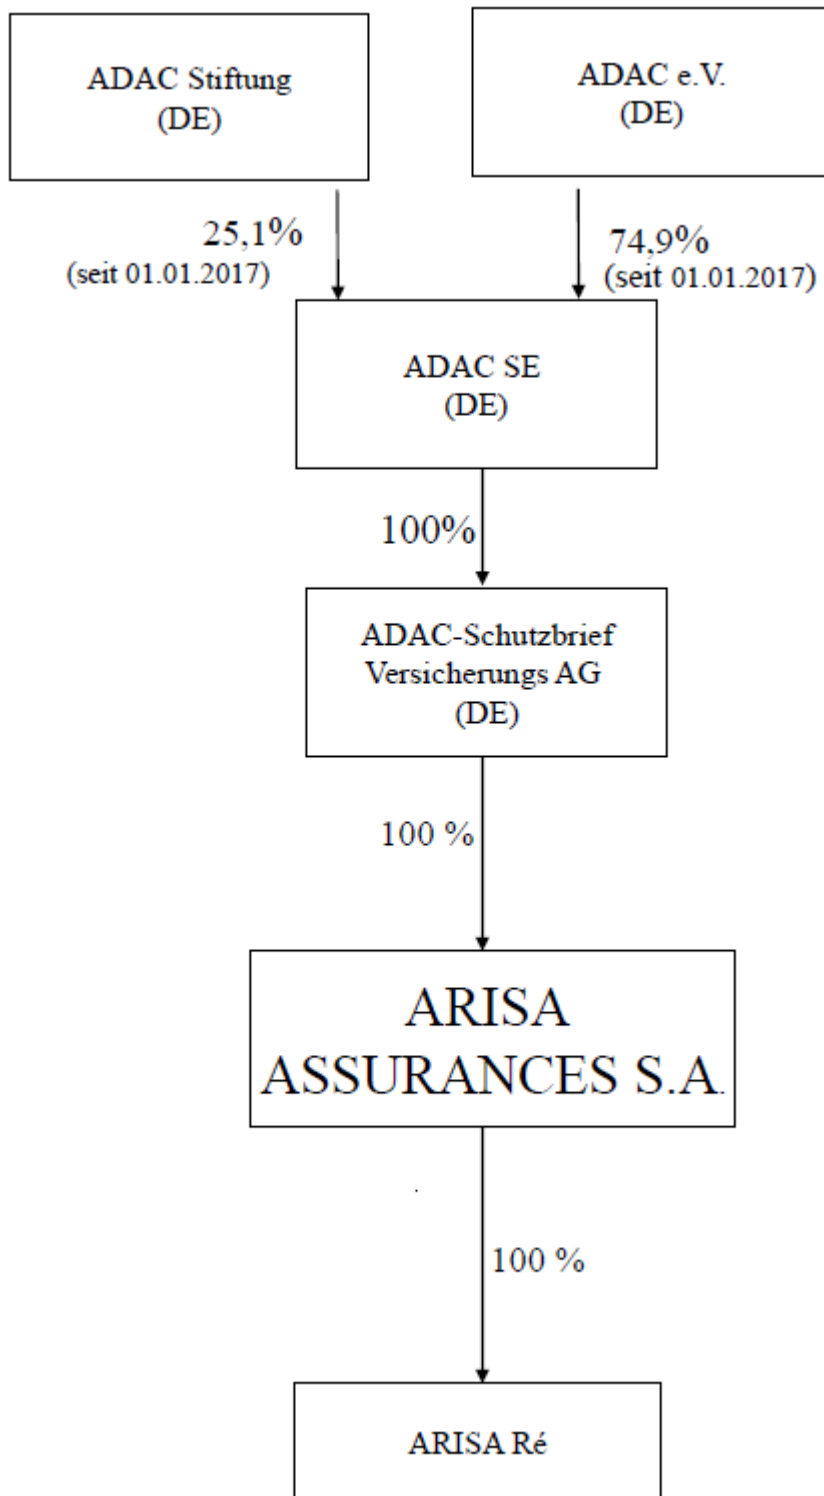 ADAC Stiftung
(DE)
ADAC e.V.
(DE)
25,1%
(seit 01.01.2017)
74,9%
(seit 01.01.2017)
ADAC SE
(DE)
100%
ADAC-Schutzbrief
Versicherungs AG
(DE)
100 %
ARISA
ASSURANCES S.A.
100 %
ARISA Ré